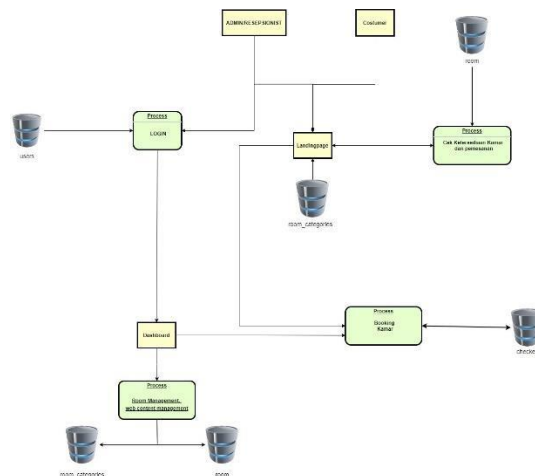 ADMIN/RESEPSIONIST
Costumer
room
Process
LOGIN
users
Landingpage
Process
Cek Ketersediaan Kamar
dan pemesanan
room_categories
Process
Booking
Kamar
Dashboard
checke
Process
Room Management,
web content management
room_categories
room